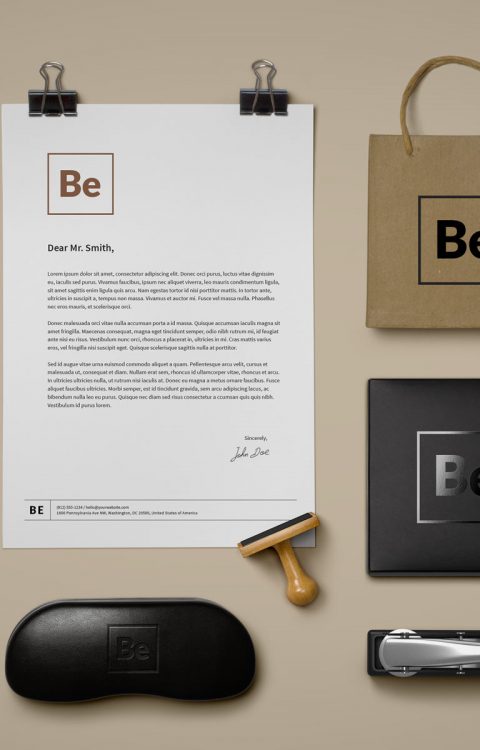 Be
Dear Mr. Smith,
Lorem ipsum dolor sit amet, consectetur adipiscing elit. Donec orci purus, luctus vitae dignissim
eu, iaculis sed purus. Vivamus faucibus, ipsum nec aliquet viverra, leo mauris condimentum ligula,
sit amet sagittis enim ligula quis arcu. Nam egestas tortor id nisi porttitor mattis. In tortor ante,
ultricies in suscipit a, tempus non massa. Vivamus et auctor mi. Fusce vel massa nulla. Phasellus
nec eros mauris, et scelerisque orci.
Donec malesuada orci vitae nulla accumsan porta a id massa. Quisque accumsan iaculis magna sit
amet fringilla. Maecenas consequat, magna eget tincidunt semper, odio nibh rutrum mi, id feugiat
ante nisi eu risus. Vestibulum nunc orci, rhoncus a placerat in, ultricies in mi. Cras mattis varius
eros, vel fringilla nisi suscipit eget. Quisque scelerisque sagittis nulla at porttitor.
Sed id augue vitae urna euismod commodo aliquet a quam. Pellentesque arcu velit, cursus et
malesuada ut, consequat et diam. Nullam erat sem, rhoncus id ullamcorper vitae, rhoncus et arcu.
In ultricies ultricies nulla, at rutrum nisi iaculis at. Donec eu magna a metus ornare faucibus. Fusce
aliquet faucibus ultricies. Morbi semper, est id tincidunt gravida, sem arcu adipiscing lacus, ac
bibendum nulla leo eu purus. Quisque nec diam sed risus consectetur a ccumsan quis quis nibh.
Vestibulum id purus lorem.
Sincerely,
John Doe
BE
(912) 555-1234 / hello@yourwebsite.com
1600 Pennsylvania Ave NW, Washington, DC 20500, United States of America
Be
Be
Be